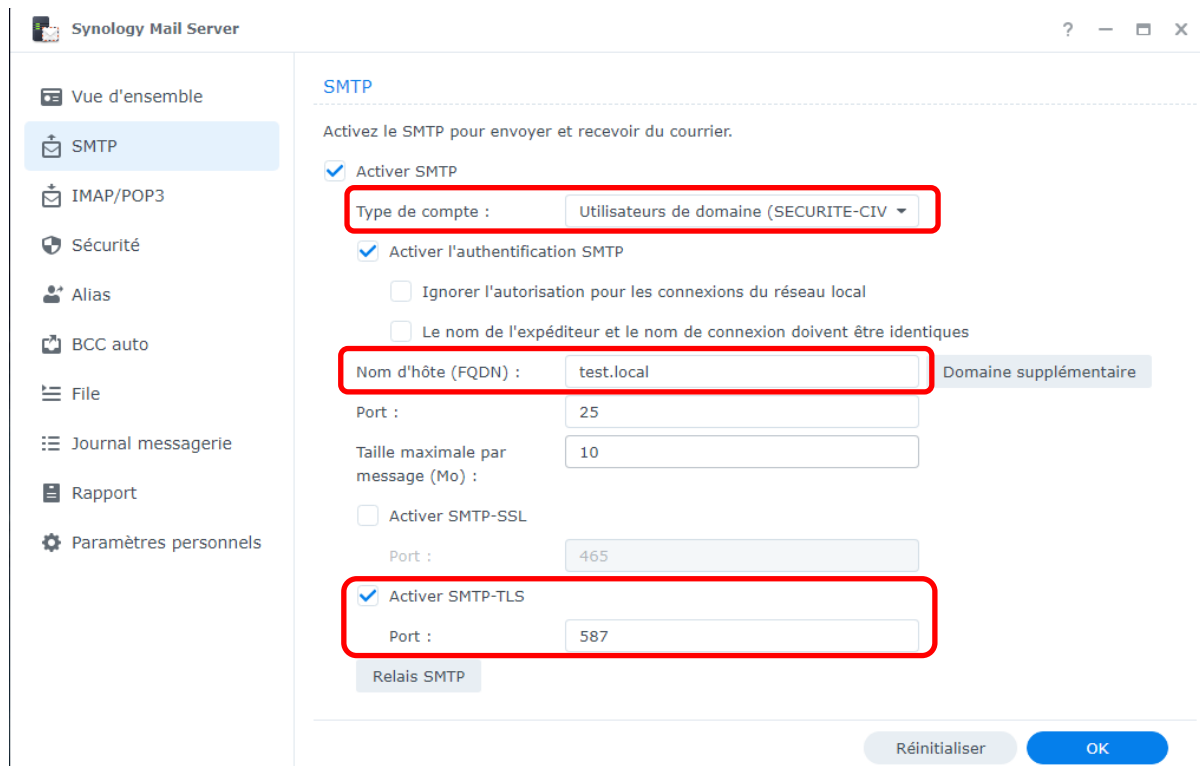 Synology Mail Server
?
Vue d'ensemble
SMTP
IMAP/POP3
Sécurité
Alias
BCC auto
File
Journal messagerie
Rapport
Paramètres personnels
SMTP
Activez le SMTP pour envoyer et recevoir du courrier.
Activer SMTP
Type de compte : Utilisateurs de domaine (SECURITE-CIV
Activer l'authentification SMTP
Ignorer l'autorisation pour les connexions du réseau local
Le nom de l'expéditeur et le nom de connexion doivent être identiques
Nom d'hôte (FQDN) : test.local Domaine supplémentaire
Port : 25
Taille maximale par
message (Mo) :
10
Activer SMTP-SSL
Port : 465
Activer SMTP-TLS
Port : 587
Relais SMTP
Réinitialiser OK